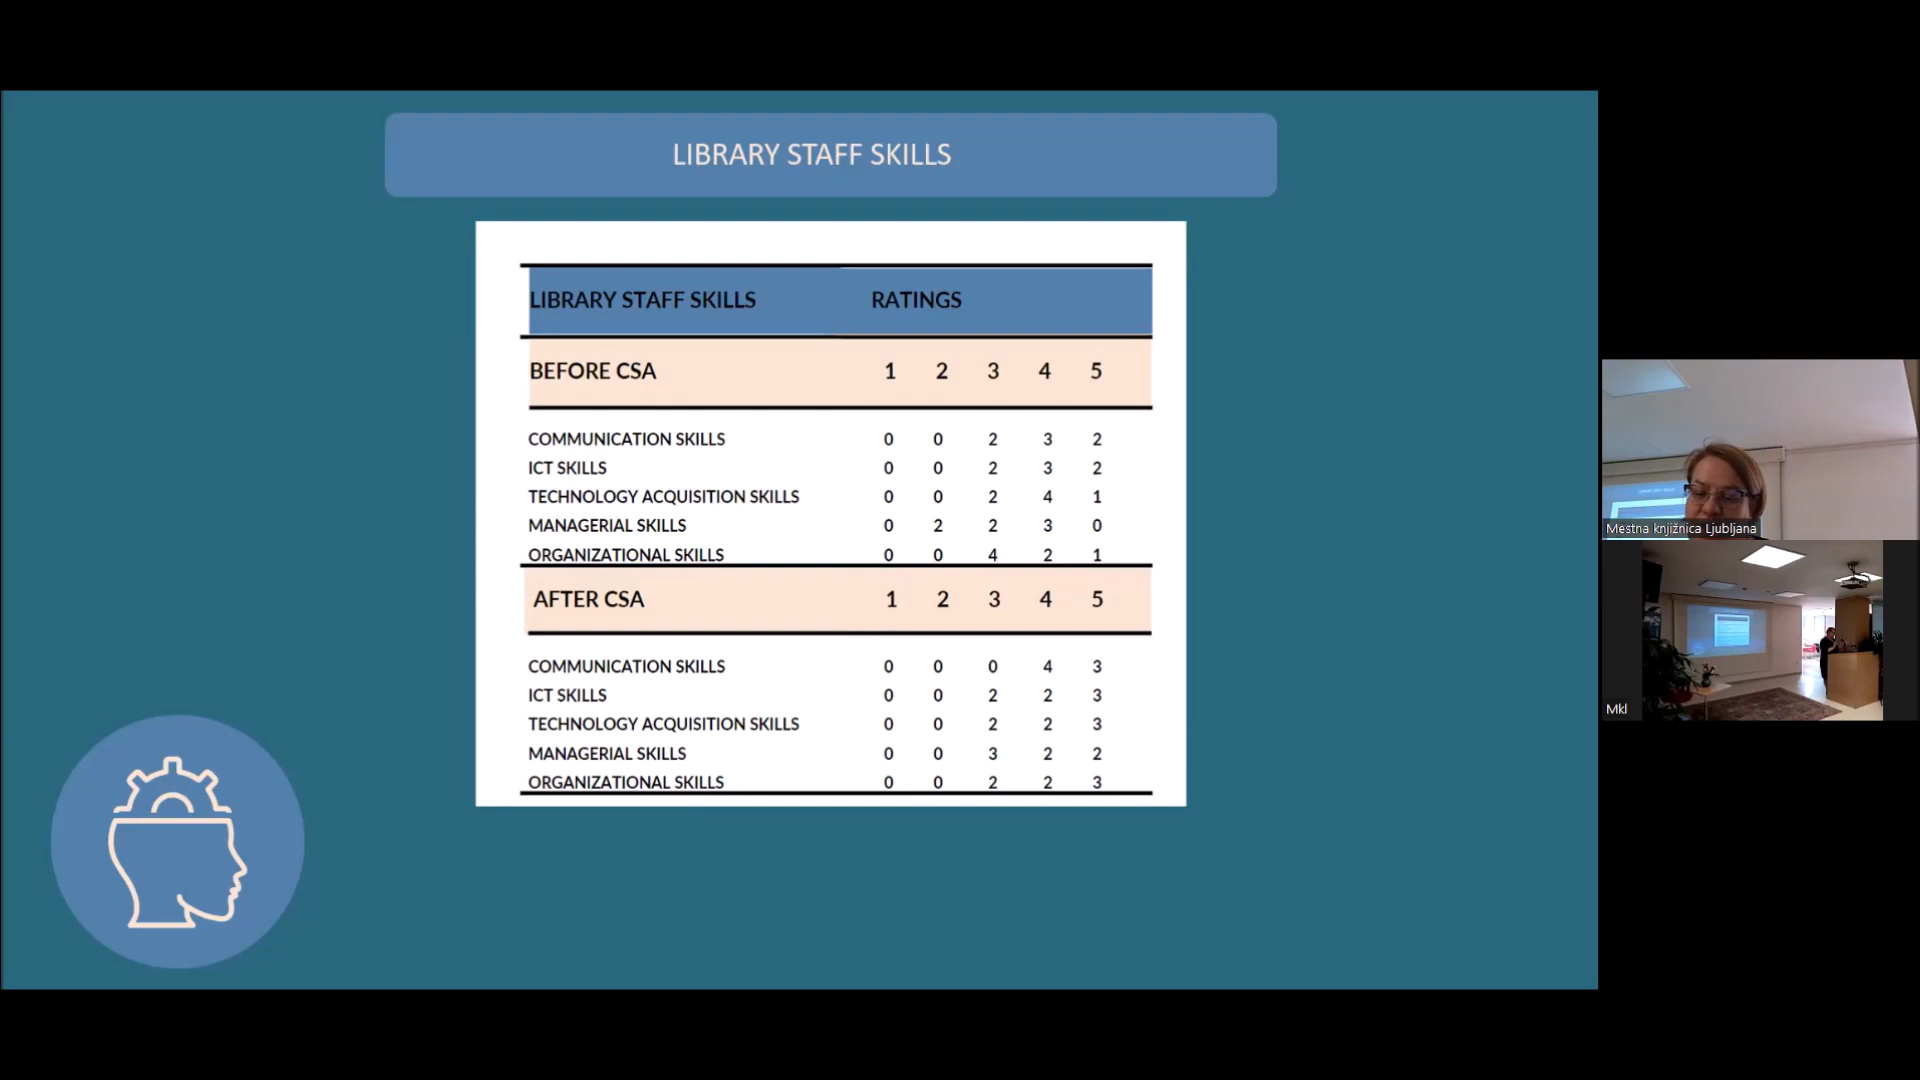 LIBRARY STAFF SKILLS
LIBRARY STAFF SKILLS RATINGS
BEFORE CSA 1 2 3 4 5
COMMUNICATION SKILLS 0 0 2 3 2
ICT SKILLS 0 0 2 3 2
TECHNOLOGY ACQUISITION SKILLS 0 0 2 4 1
MANAGERIAL SKILLS 0 2 2 3 0
ORGANIZATIONAL SKILLS 0 0 4 2 1
AFTER CSA 1 2 3 4 5
COMMUNICATION SKILLS 0 0 0 4 3
ICT SKILLS 0 0 2 2 3
TECHNOLOGY ACQUISITION SKILLS 0 0 2 2 3
MANAGERIAL SKILLS 0 0 3 2 2
ORGANIZATIONAL SKILLS 0 0 2 2 3
Mestna knjižnica Ljubljana
Mkl